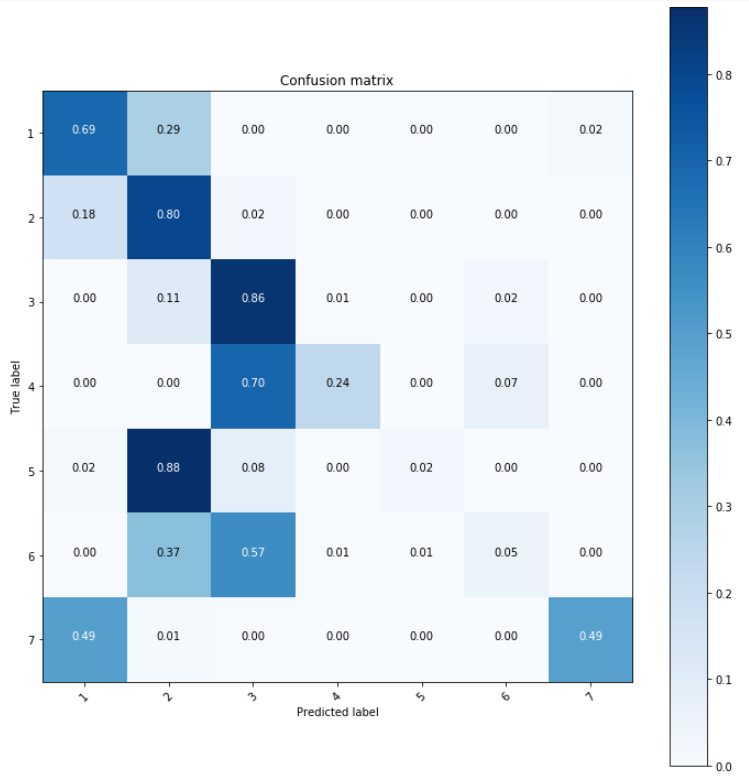 Confusion matrix
1 0.69 0.29 0.00 0.00 0.00 0.00 0.02
2 0.18 0.80 0.02 0.00 0.00 0.00 0.00
3 0.00 0.11 0.86 0.01 0.00 0.02 0.00
4 0.00 0.00 0.70 0.24 0.00 0.07 0.00
5 0.02 0.88 0.08 0.00 0.02 0.00 0.00
6 0.00 0.37 0.57 0.01 0.01 0.05 0.00
7 0.49 0.01 0.00 0.00 0.00 0.00 0.49
True label
1 2 3 4 5 6 7
Predicted label
0.8
0.7
0.6
0.5
0.4
0.3
0.2
0.1
0.0